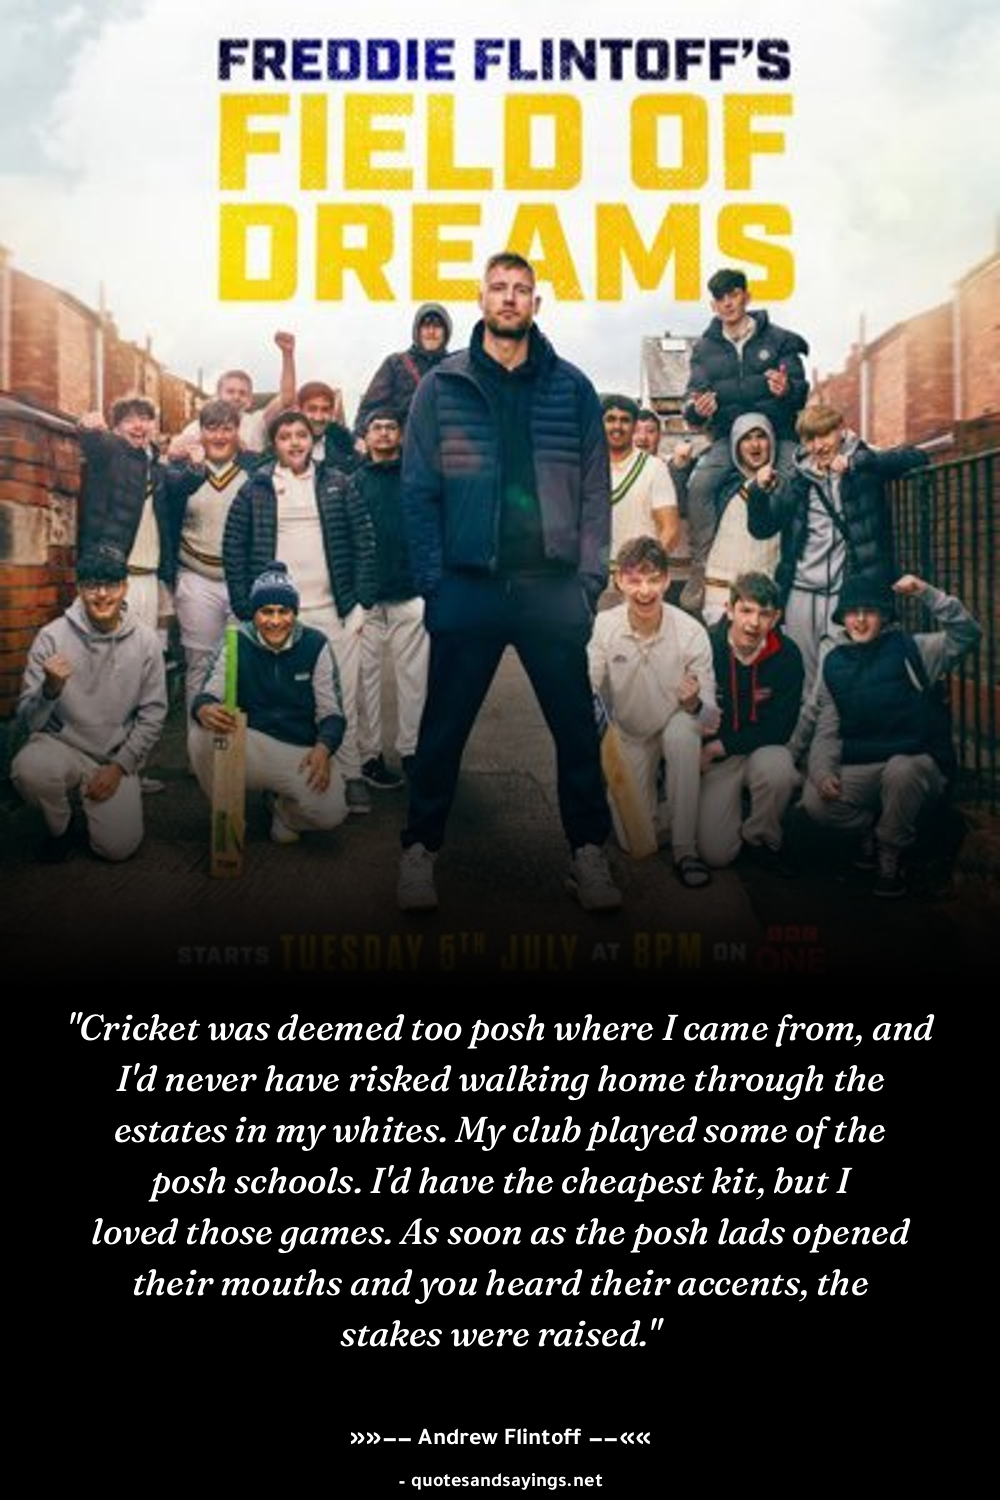 FREDDIE FLINTOFF'S
FIELD OF
DREAMS
STARTS TUESDAY 5TH JULY AT 8PM ON BBC ONE
"Cricket was deemed too posh where I came from, and
I'd never have risked walking home through the
estates in my whites. My club played some of the
posh schools. I'd have the cheapest kit, but I
loved those games. As soon as the posh lads opened
their mouths and you heard their accents, the
stakes were raised."
»»−− Andrew Flintoff −−««
- quotesandsayings.net